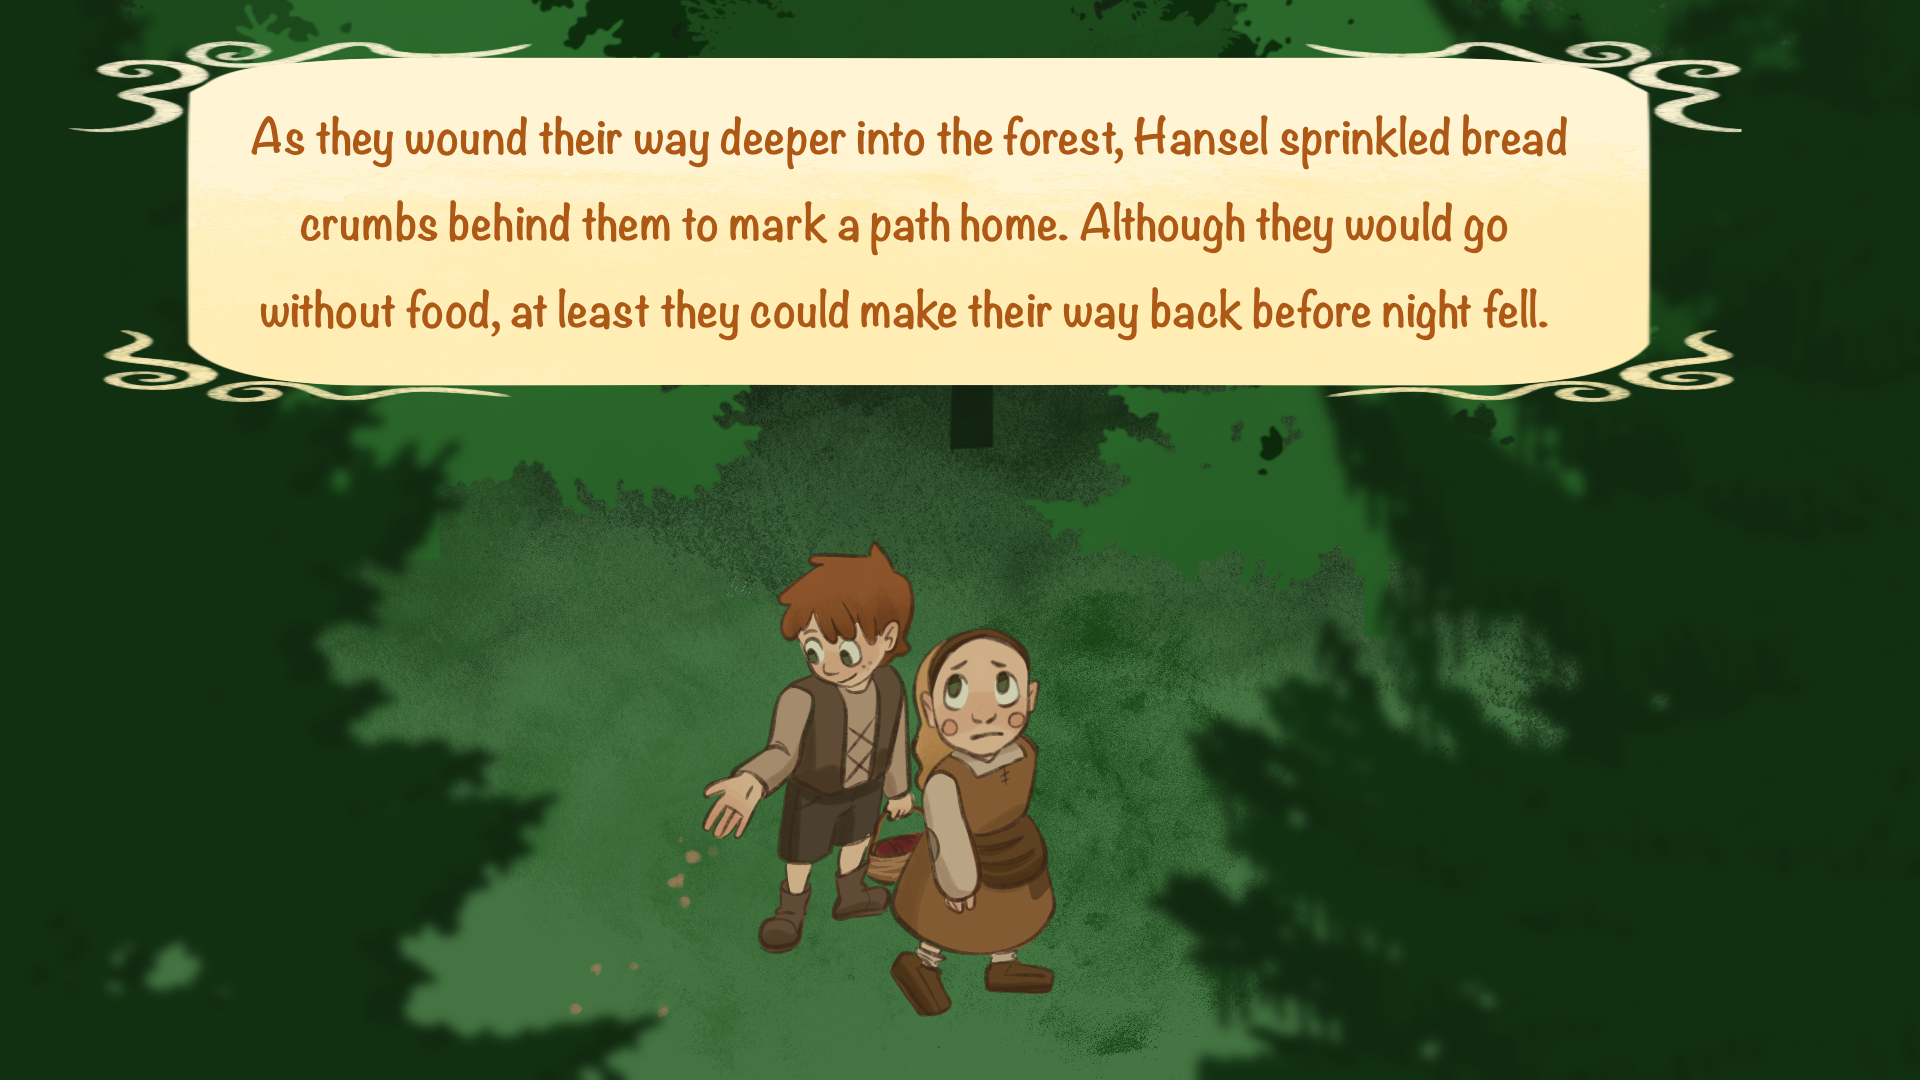 As they wound their way deeper into the forest, Hansel sprinkled bread
crumbs behind them to mark a path home. Although they would go
without food, at least they could make their way back before night fell.